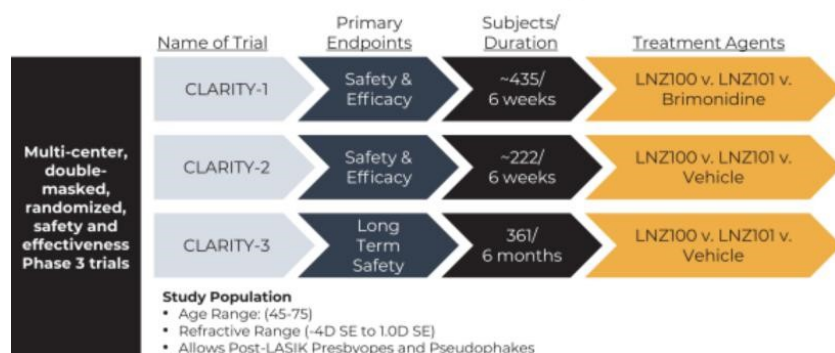 Name of Trial
Primary
Endpoints
Subjects/
Duration
Treatment Agents
Multi-center,
double-
masked,
randomized,
safety and
effectiveness
Phase 3 trials
CLARITY-1
Safety &
Efficacy
~435/
6 weeks
LNZ100 v. LNZ101 v.
Brimonidine
CLARITY-2
Safety &
Efficacy
~222/
6 weeks
LNZ100 v. LNZ101 v.
Vehicle
CLARITY-3
Long
Term
Safety
361/
6 months
LNZ100 v. LNZ101 v.
Vehicle
Study Population
• Age Range: (45-75)
• Refractive Range (-4D SE to 1.0D SE)
• Allows Post-LASIK Presbyopes and Pseudophakes